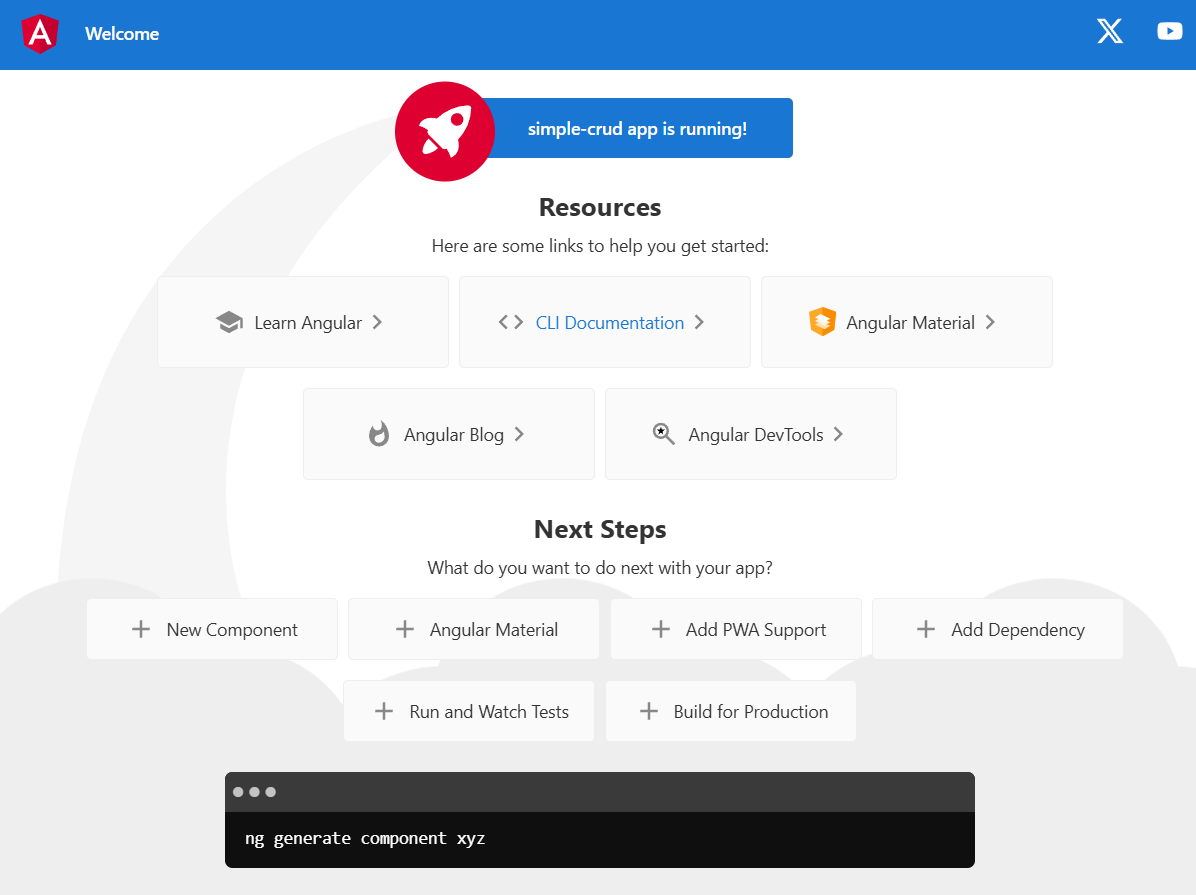 Welcome
simple-crud app is running!
Resources
Here are some links to help you get started:
Learn Angular
CLI Documentation
Angular Material
Angular Blog
Angular DevTools
Next Steps
What do you want to do next with your app?
New Component
Angular Material
Add PWA Support
Add Dependency
Run and Watch Tests
Build for Production
ng generate component xyz